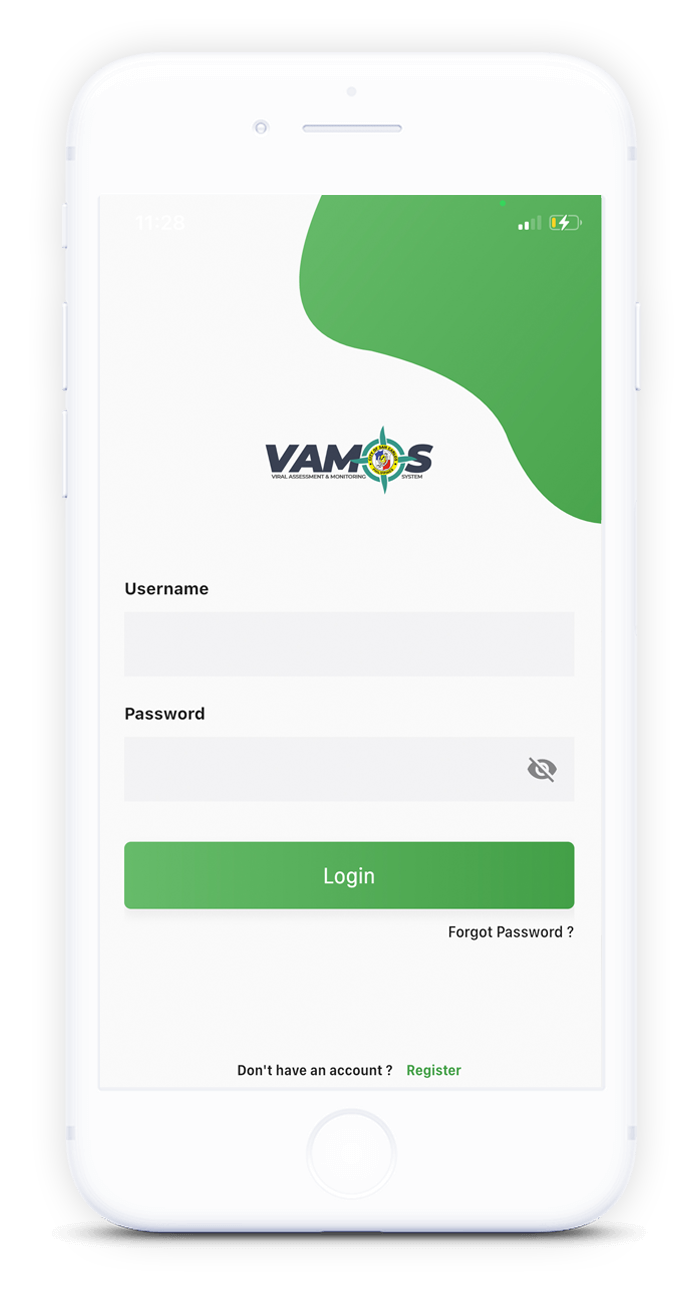 11:28
VAMOS
VIRAL ASSESSMENT & MONITORING SYSTEM
Username
Password
Login
Forgot Password ?
Don't have an account ? Register